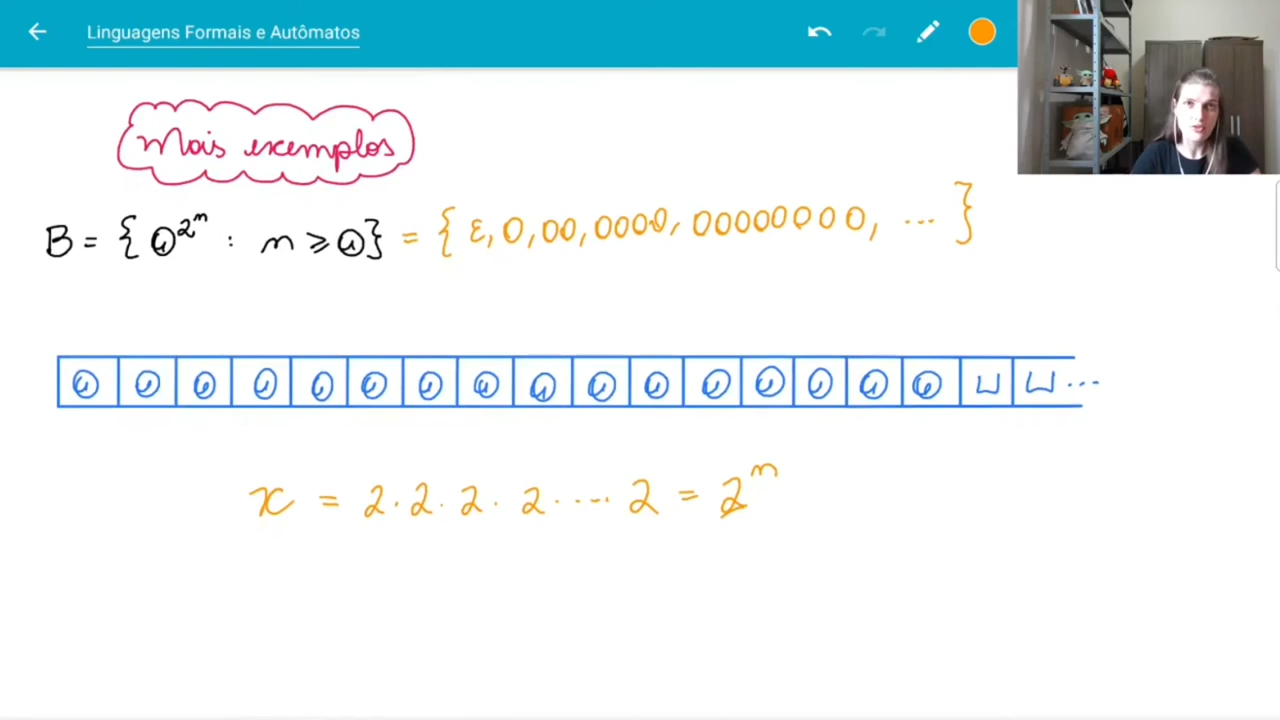 Linguagens Formais e Autômatos
Mais exemplos
B = { 0^{2^n} : n ⩾ 0 } = { ε, 0, 00, 0000, 00000000, ... }
0 0 0 0 0 0 0 0 0 0 0 0 0 0 0 0 ⊔ ⊔ ...
x = 2 · 2 · 2 · 2 · ... 2 = 2^n